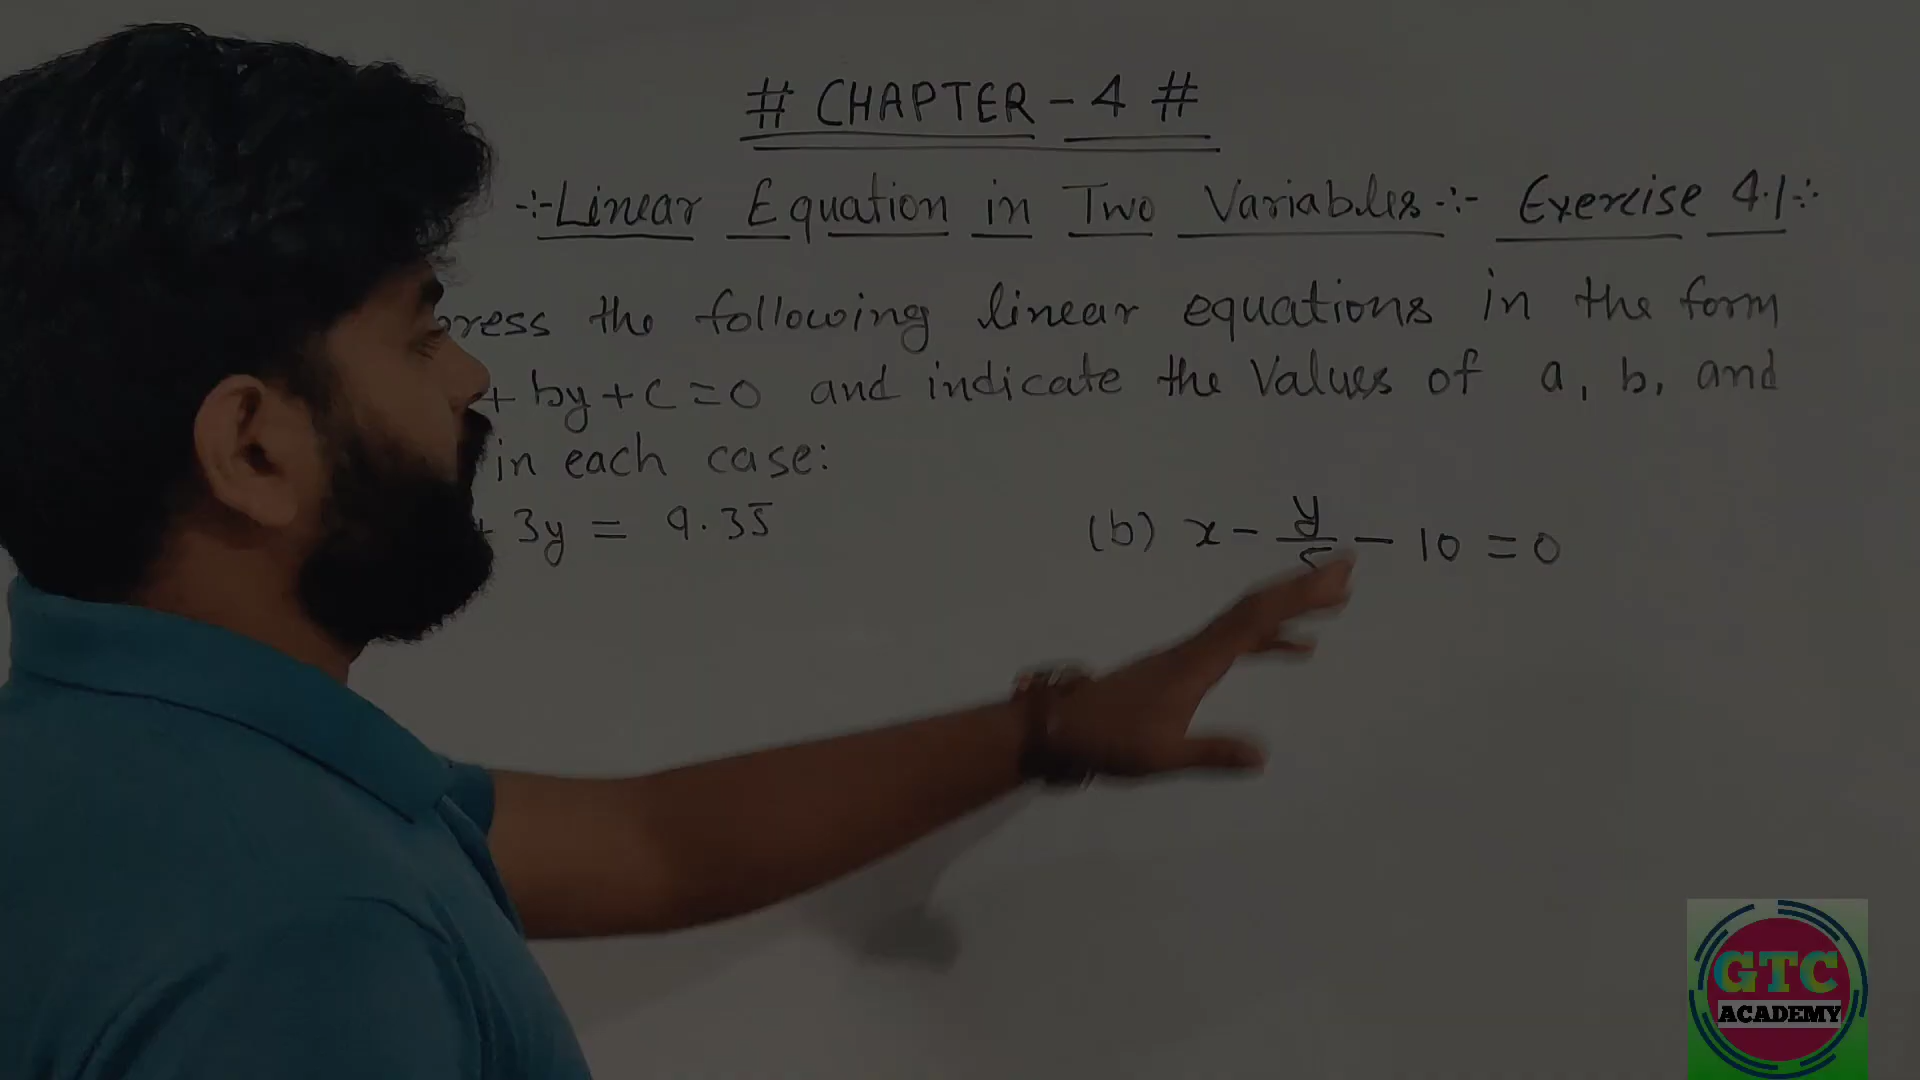 # CHAPTER - 4 #
-:- Linear Equation in Two Variables -:- Exercise 4.1 -:-
the following linear equations in the form
+ by + c = 0 and indicate the Values of a, b, and
in each case:
+ 3y = 9.35 (b) x - y/5 - 10 = 0
GTC
ACADEMY